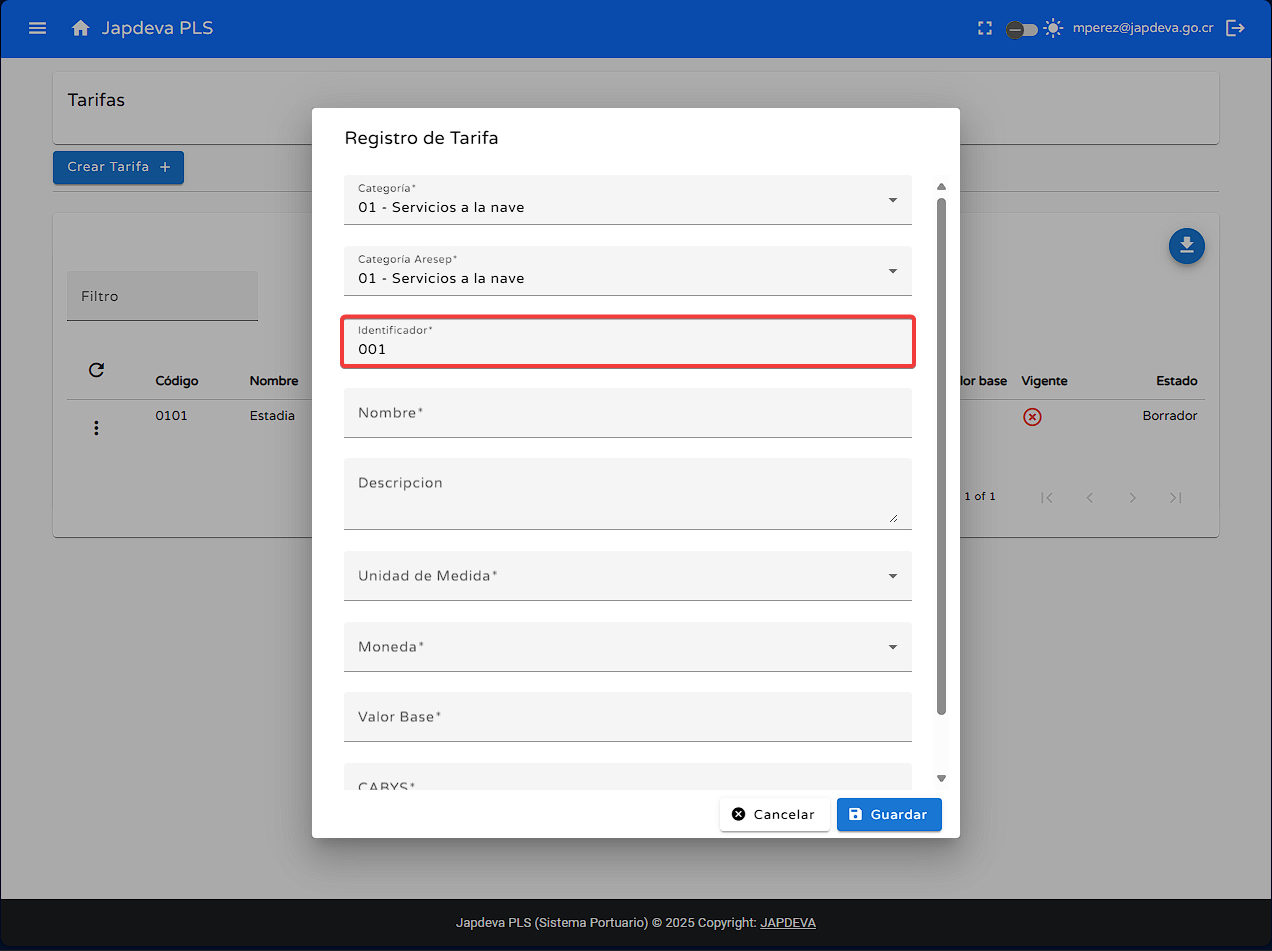 Japdeva PLS
mperez@japdeva.go.cr
Tarifas
Crear Tarifa +
Filtro
Código Nombre lor base Vigente Estado
0101 Estadia Borrador
1 of 1
Registro de Tarifa
Categoría*
01 - Servicios a la nave
Categoría Aresep*
01 - Servicios a la nave
Identificador*
001
Nombre*
Descripcion
Unidad de Medida*
Moneda*
Valor Base*
CABYS*
Cancelar Guardar
Japdeva PLS (Sistema Portuario) © 2025 Copyright: JAPDEVA